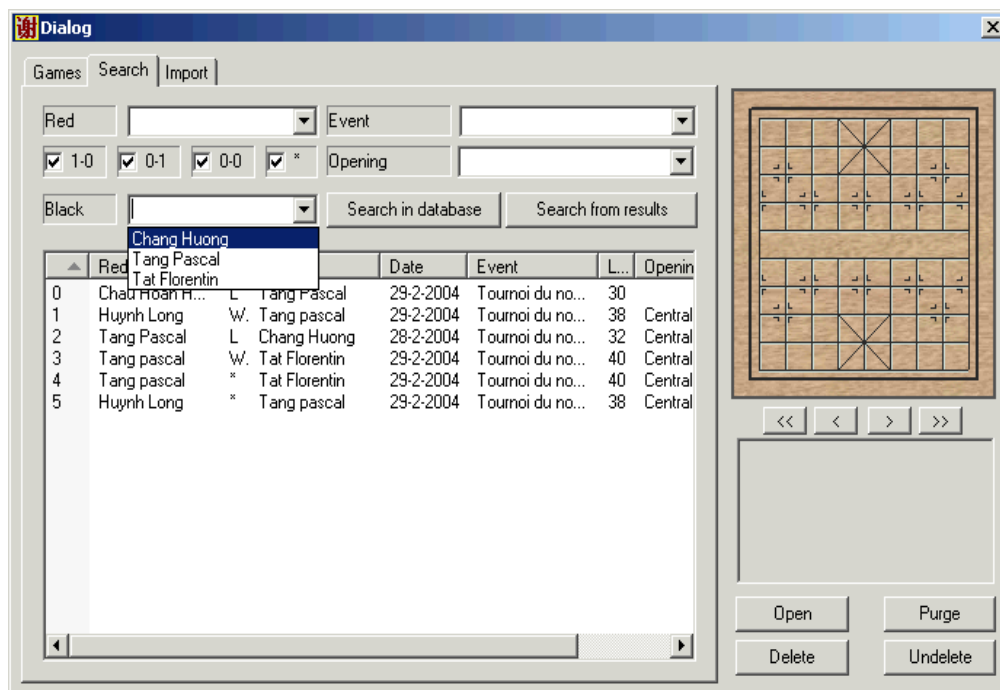 谢 Dialog
Games Search Import
Red Event
1-0 0-1 0-0 * Opening
Black Search in database Search from results
Chang Huong
Tang Pascal
Tat Florentin
Red Date Event L... Openin
0 Chau Hoan H... L Tang Pascal 29-2-2004 Tournoi du no... 30
1 Huynh Long W. Tang pascal 29-2-2004 Tournoi du no... 38 Central
2 Tang Pascal L Chang Huong 28-2-2004 Tournoi du no... 32 Central
3 Tang pascal W. Tat Florentin 29-2-2004 Tournoi du no... 40 Central
4 Tang pascal * Tat Florentin 29-2-2004 Tournoi du no... 40 Central
5 Huynh Long * Tang pascal 29-2-2004 Tournoi du no... 38 Central
<< < > >>
Open Purge
Delete Undelete